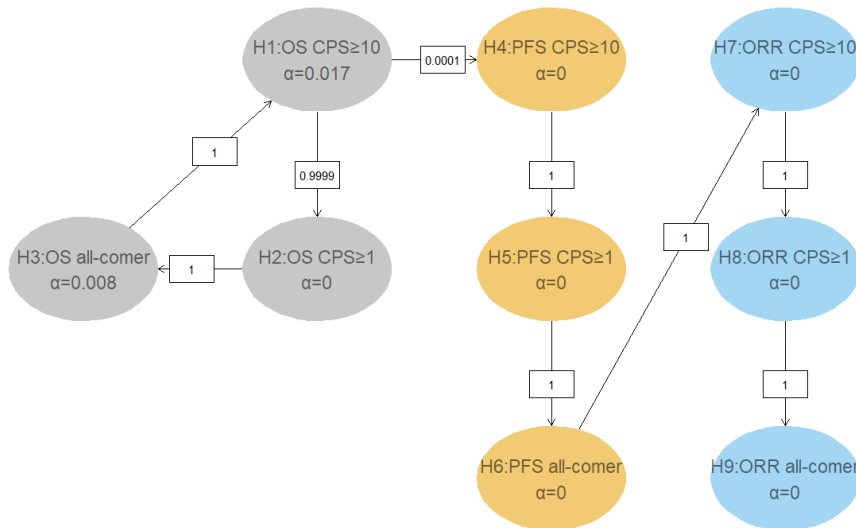 H1:OS CPS≥10
α=0.017
0.0001
H4:PFS CPS≥10
α=0
H7:ORR CPS≥10
α=0
1
0.9999
1
1
1
H3:OS all-comer
α=0.008
1
H2:OS CPS≥1
α=0
H5:PFS CPS≥1
α=0
H8:ORR CPS≥1
α=0
1
1
H6:PFS all-comer
α=0
H9:ORR all-comer
α=0